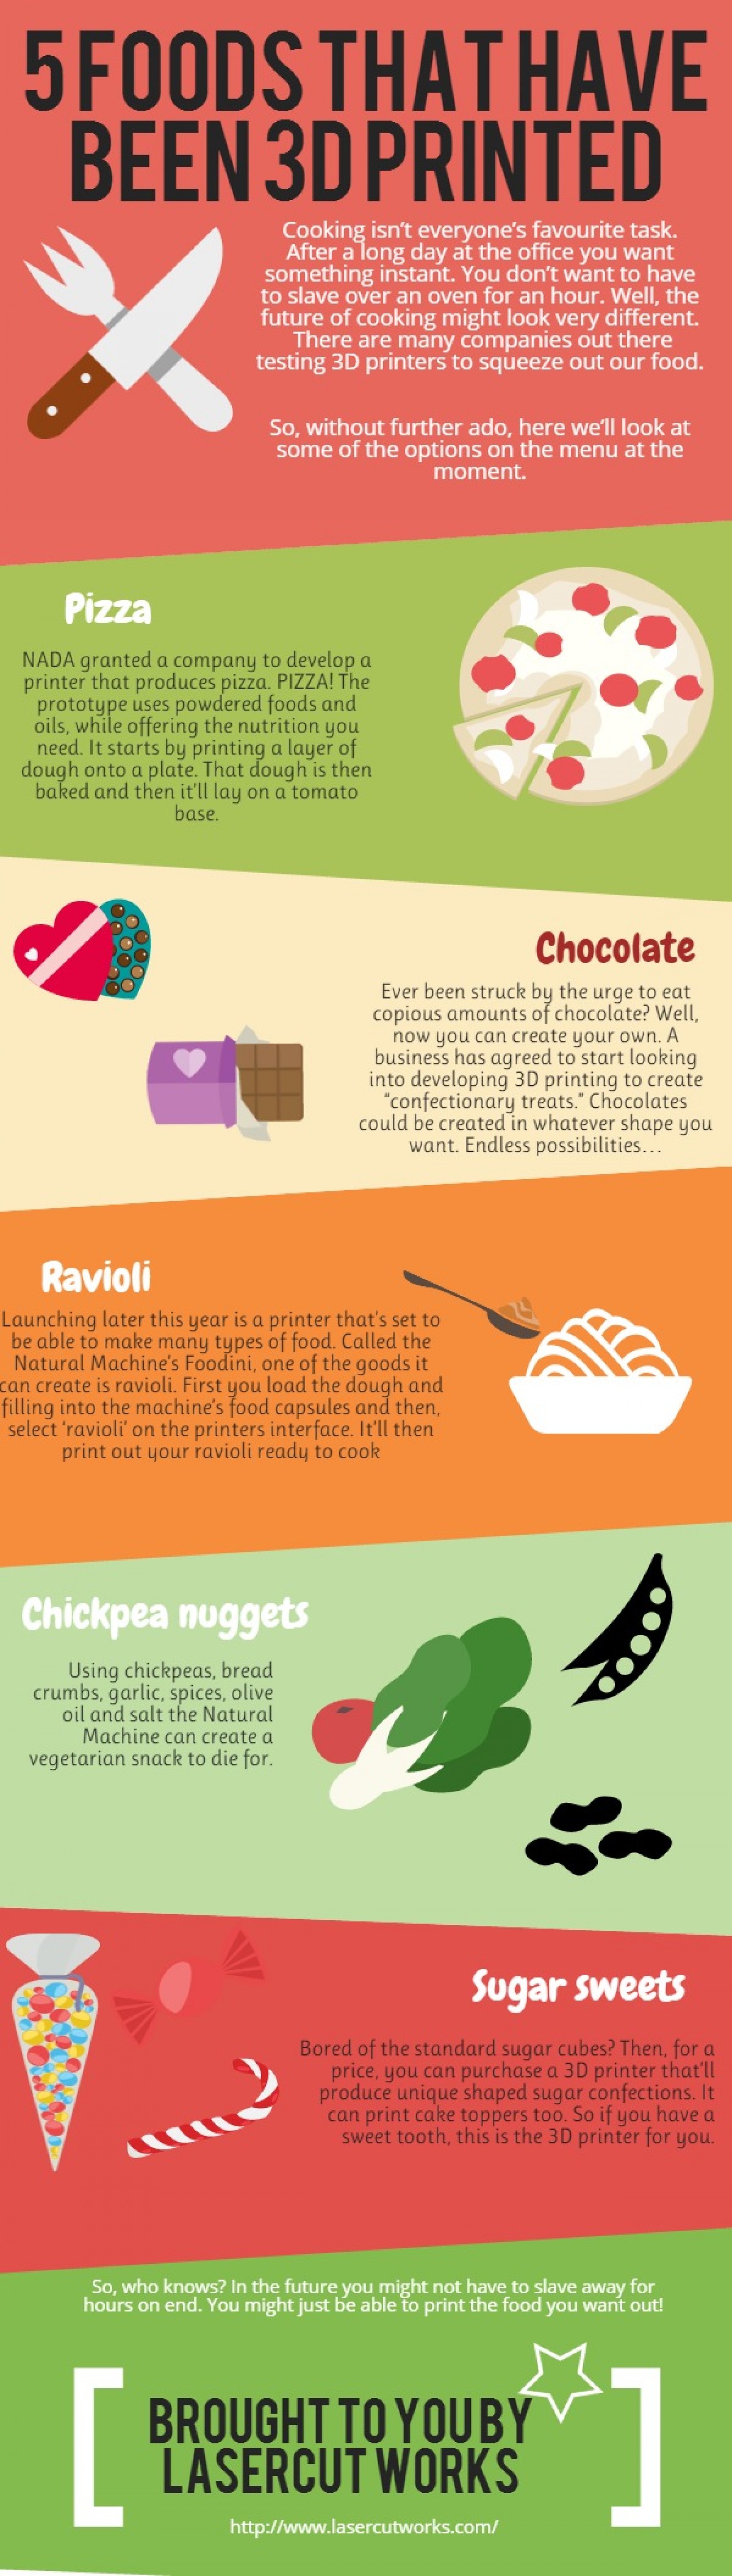 5 FOODS THAT HAVE
BEEN 3D PRINTED
Cooking isn't everyone's favourite task.
After a long day at the office you want
something instant. You don't want to have
to slave over an oven for an hour. Well, the
future of cooking might look very different.
There are many companies out there
testing 3D printers to squeeze out our food.
So, without further ado, here we'll look at
some of the options on the menu at the
moment.
Pizza
NADA granted a company to develop a
printer that produces pizza. PIZZA! The
prototype uses powdered foods and
oils, while offering the nutrition you
need. It starts by printing a layer of
dough onto a plate. That dough is then
baked and then it'll lay on a tomato
base.
Chocolate
Ever been struck by the urge to eat
copious amounts of chocolate? Well,
now you can create your own. A
business has agreed to start looking
into developing 3D printing to create
"confectionary treats." Chocolates
could be created in whatever shape you
want. Endless possibilities...
Ravioli
Launching later this year is a printer that's set to
be able to make many types of food. Called the
Natural Machine's Foodini, one of the goods it
can create is ravioli. First you load the dough and
filling into the machine's food capsules and then,
select 'ravioli' on the printers interface. It'll then
print out your ravioli ready to cook
Chickpea nuggets
Using chickpeas, bread
crumbs, garlic, spices, olive
oil and salt the Natural
Machine can create a
vegetarian snack to die for.
Sugar sweets
Bored of the standard sugar cubes? Then, for a
price, you can purchase a 3D printer that'll
produce unique shaped sugar confections. It
can print cake toppers too. So if you have a
sweet tooth, this is the 3D printer for you.
So, who knows? In the future you might not have to slave away for
hours on end. You might just be able to print the food you want out!
BROUGHT TO YOU BY
LASERCUT WORKS
http://www.lasercutworks.com/